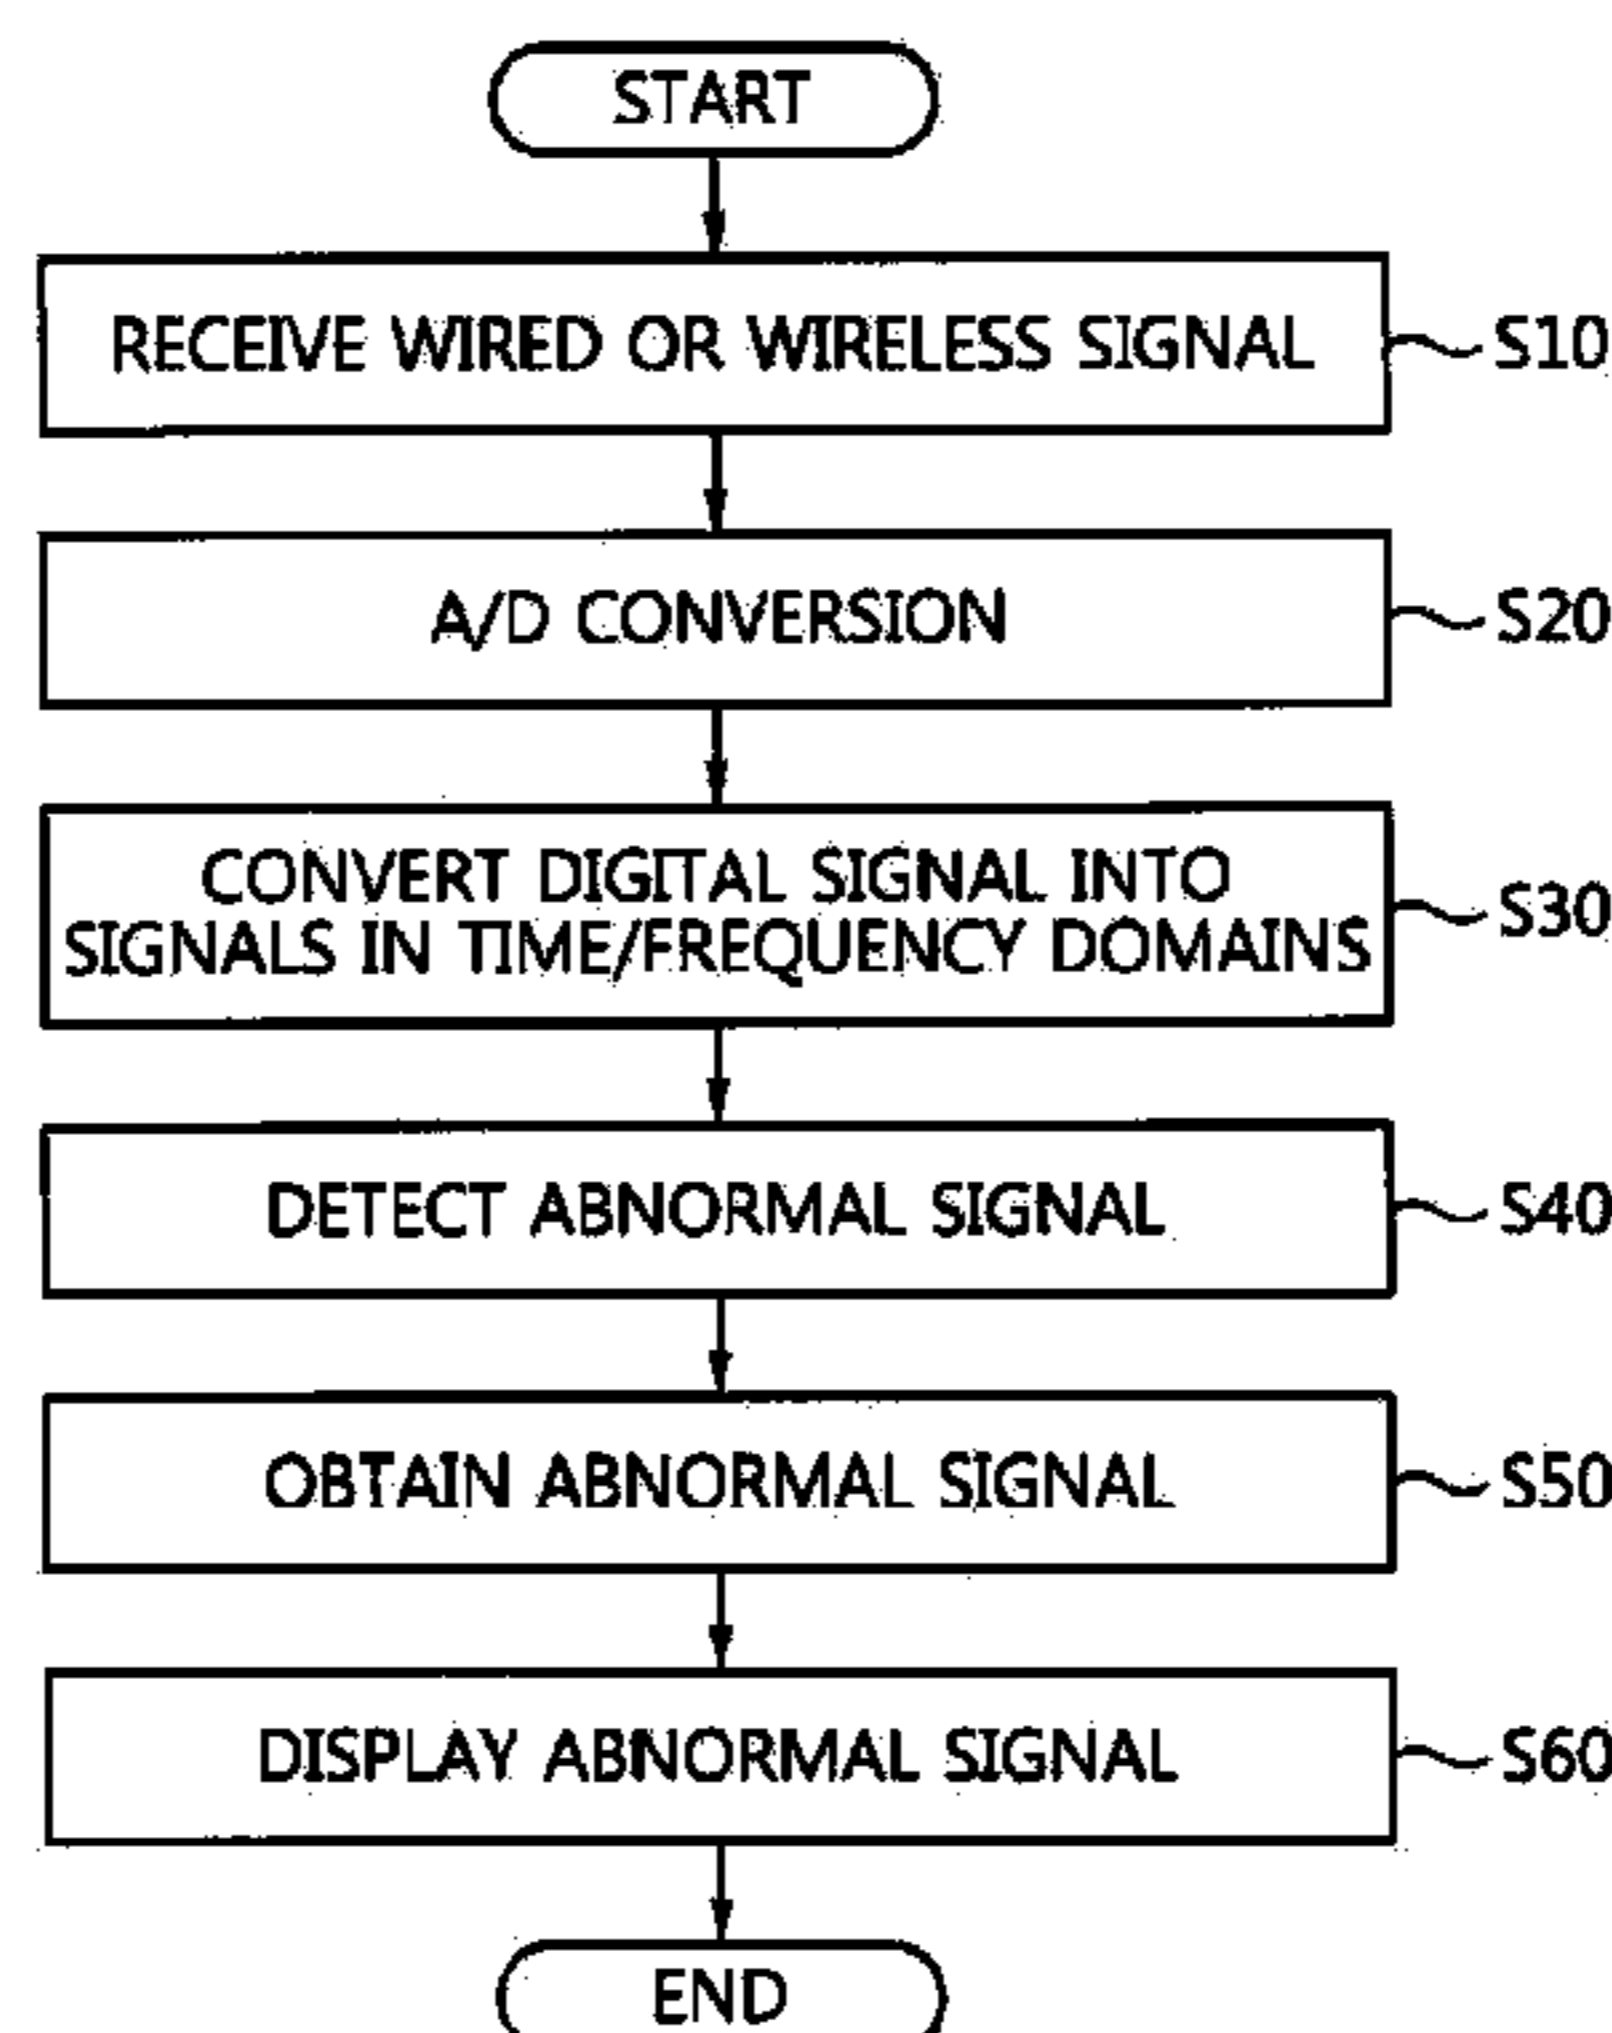 START
RECEIVE WIRED OR WIRELESS SIGNAL
S10
A/D CONVERSION
S20
CONVERT DIGITAL SIGNAL INTO
SIGNALS IN TIME/FREQUENCY DOMAINS
S30
DETECT ABNORMAL SIGNAL
S40
OBTAIN ABNORMAL SIGNAL
S50
DISPLAY ABNORMAL SIGNAL
S60
END